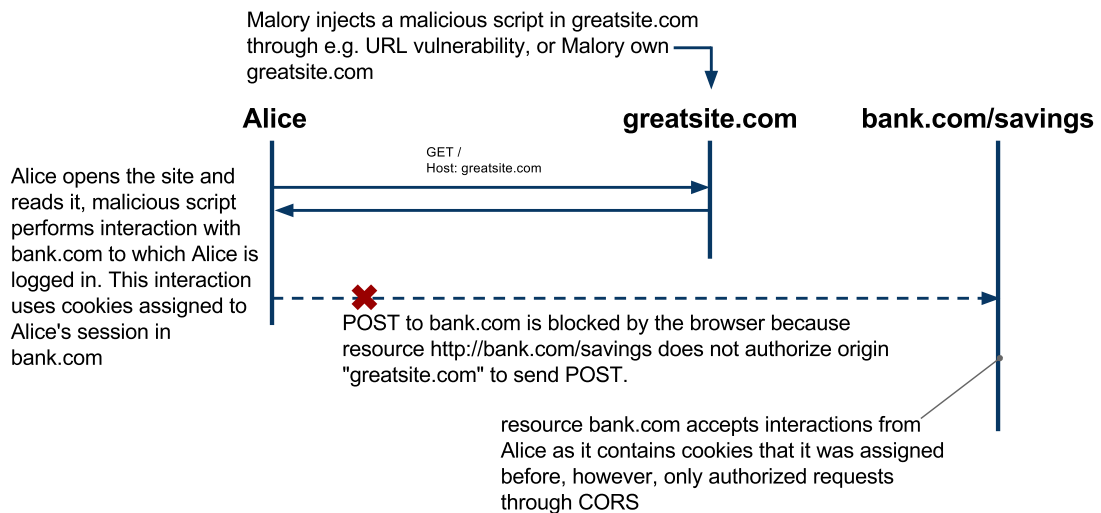 Malory injects a malicious script in greatsite.com
through e.g. URL vulnerability, or Malory own
greatsite.com
Alice
greatsite.com
bank.com/savings
GET /
Host: greatsite.com
Alice opens the site and
reads it, malicious script
performs interaction with
bank.com to which Alice is
logged in. This interaction
uses cookies assigned to
Alice's session in
bank.com
POST to bank.com is blocked by the browser because
resource http://bank.com/savings does not authorize origin
"greatsite.com" to send POST.
resource bank.com accepts interactions from
Alice as it contains cookies that it was assigned
before, however, only authorized requests
through CORS